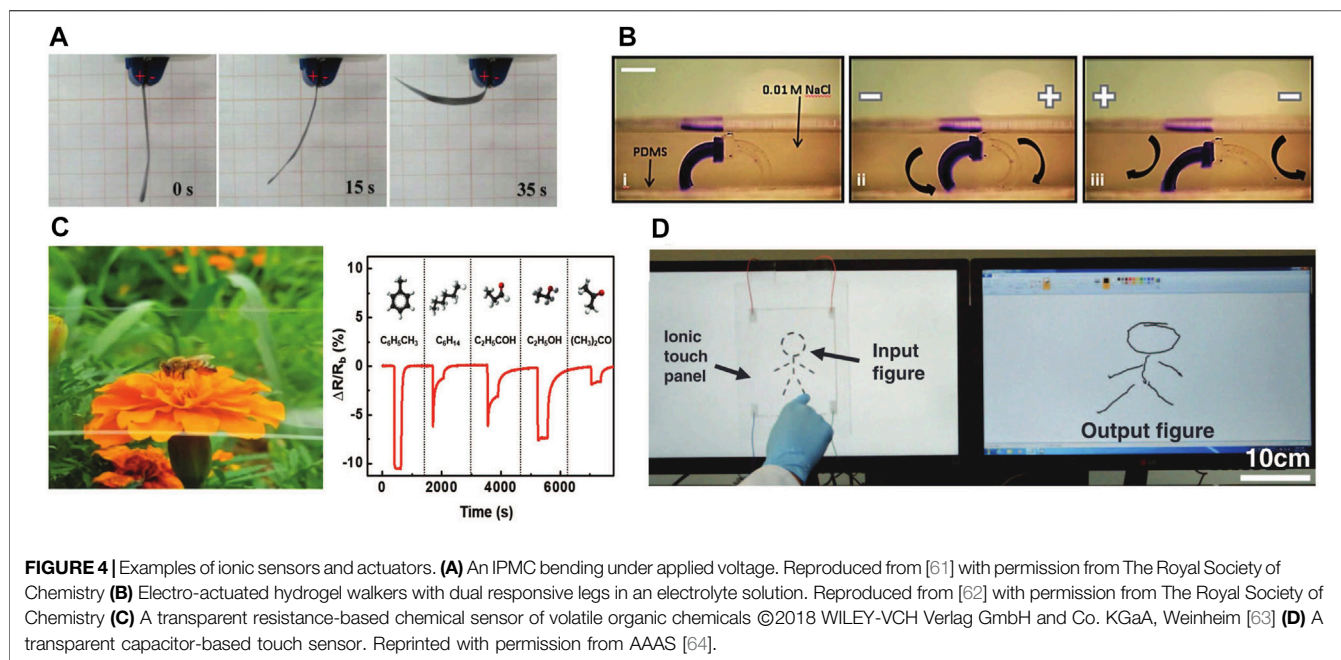 A
+ -
0 s
+ -
15 s
+ -
35 s
B
0.01 M NaCl
PDMS
i
− +
ii
+ −
iii
C
ΔR/Rb (%)
10
5
0
-5
-10
C6H5CH3
C6H14
C2H5COH
C2H5OH
(CH3)2CO
0 2000 4000 6000
Time (s)
D
Ionic
touch
panel
Input
figure
Output figure
10cm
FIGURE 4 | Examples of ionic sensors and actuators. (A) An IPMC bending under applied voltage. Reproduced from [61] with permission from The Royal Society of
Chemistry (B) Electro-actuated hydrogel walkers with dual responsive legs in an electrolyte solution. Reproduced from [62] with permission from The Royal Society of
Chemistry (C) A transparent resistance-based chemical sensor of volatile organic chemicals ©2018 WILEY-VCH Verlag GmbH and Co. KGaA, Weinheim [63] (D) A
transparent capacitor-based touch sensor. Reprinted with permission from AAAS [64].